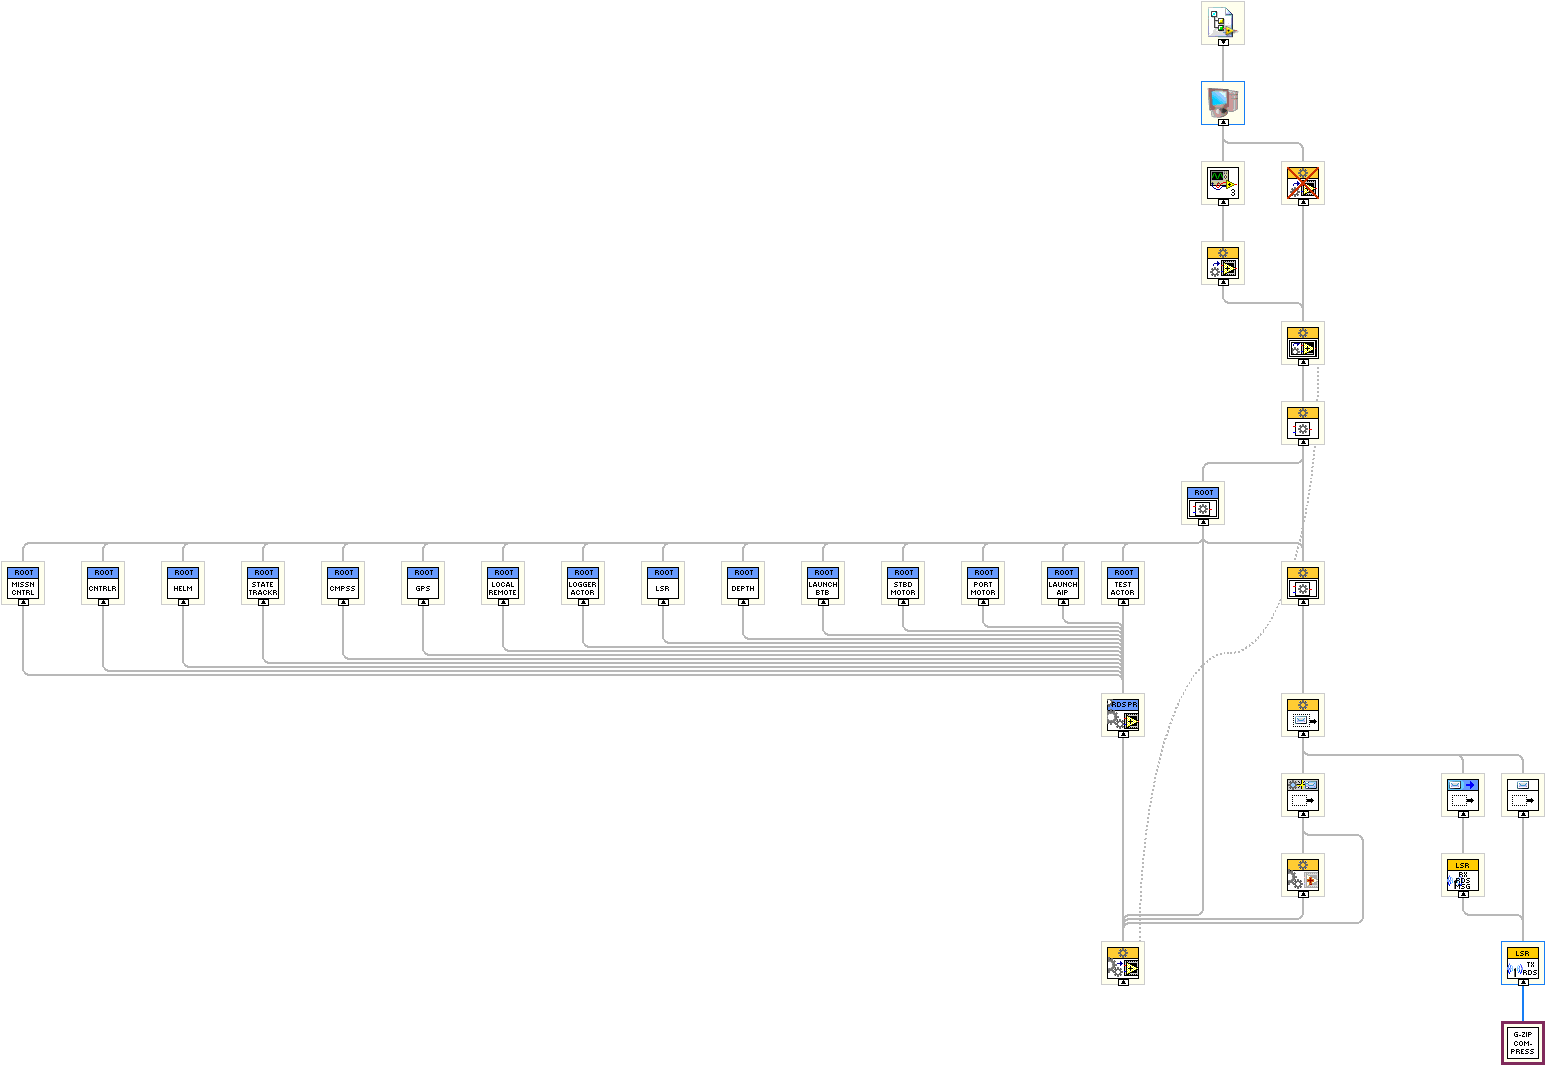 3
ROOT
ROOT
MISSN
CNTRL
ROOT
CNTRLR
ROOT
HELM
ROOT
STATE
TRACKR
ROOT
CMPSS
ROOT
GPS
ROOT
LOCAL
REMOTE
ROOT
LOGGER
ACTOR
ROOT
LSR
ROOT
DEPTH
ROOT
LAUNCH
BTB
ROOT
STBD
MOTOR
ROOT
PORT
MOTOR
ROOT
LAUNCH
AIP
ROOT
TEST
ACTOR
RDS PR
LSR
RX
RDS
MSG
LSR
TX
RDS
G-ZIP
COM-
PRESS